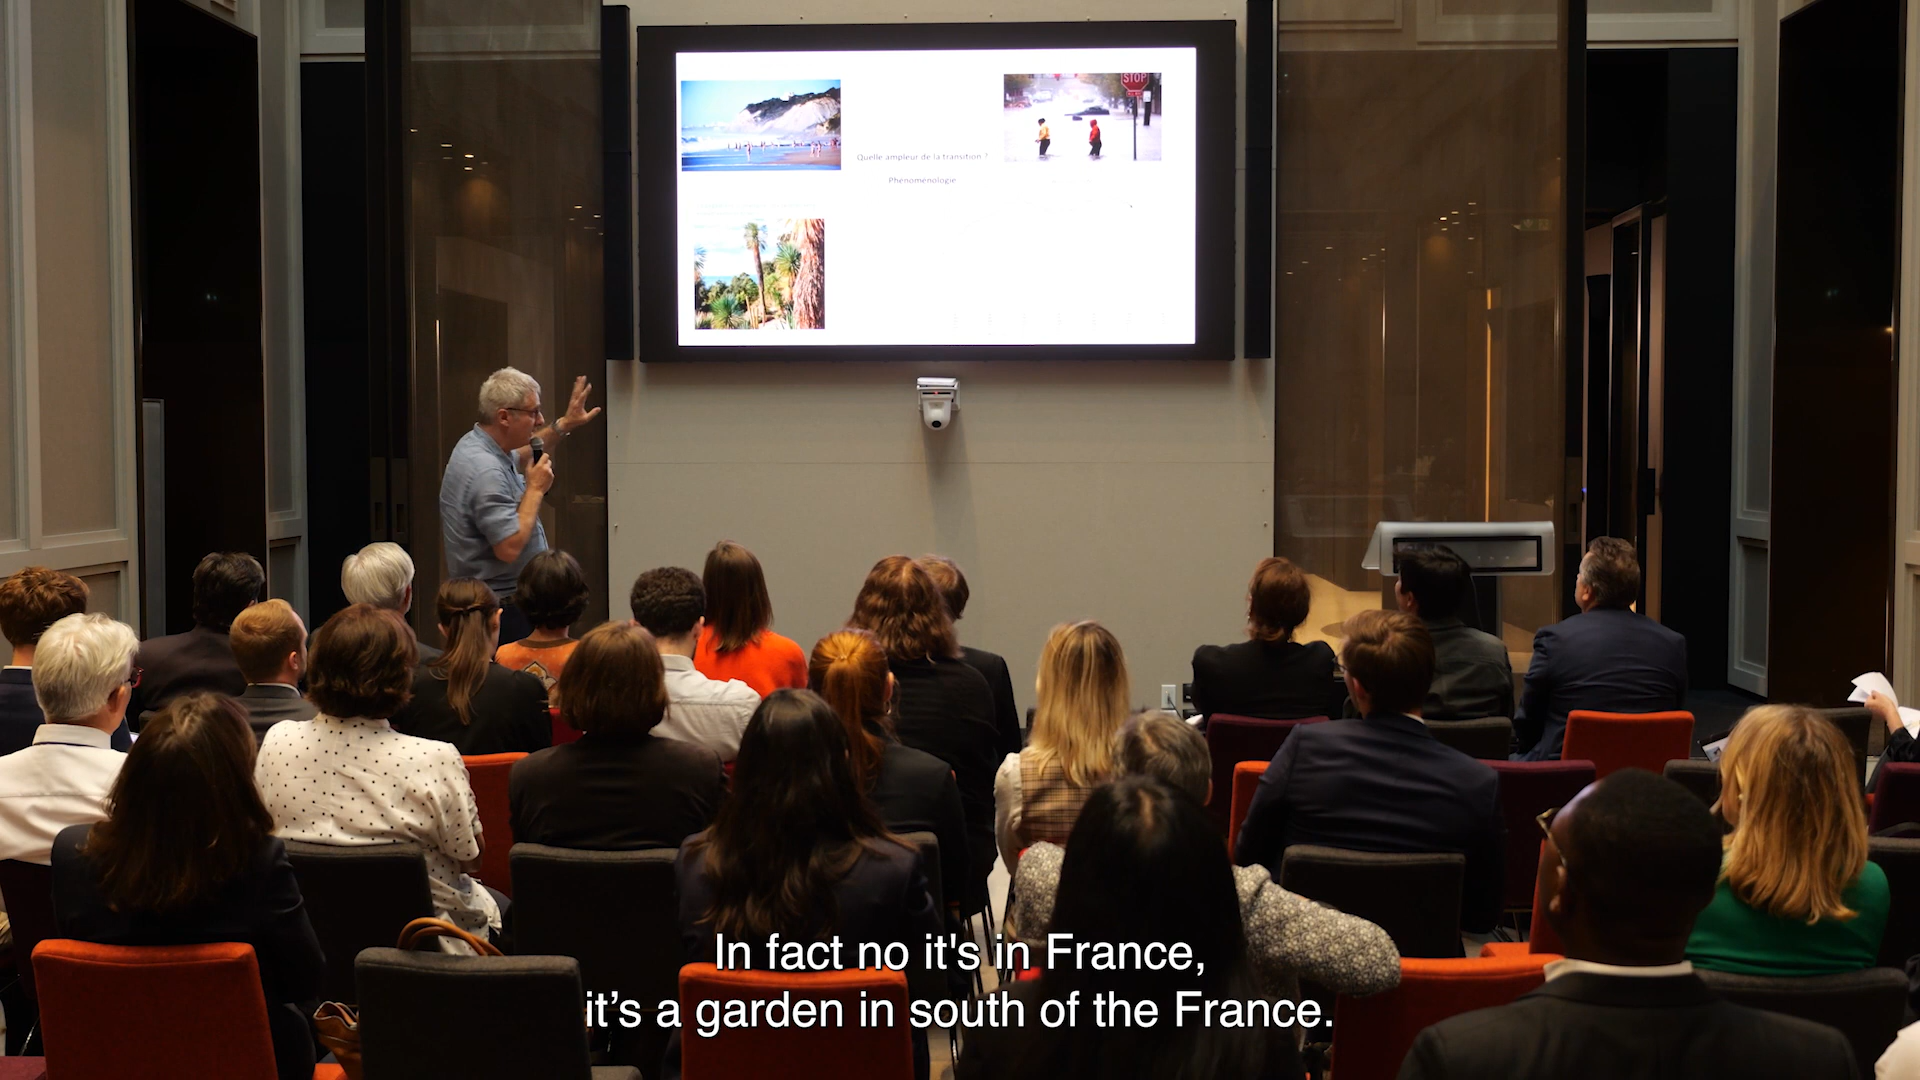 STOP
Quelle ampleur de la transition ?
Phénoménologie
In fact no it's in France,
it's a garden in south of the France.